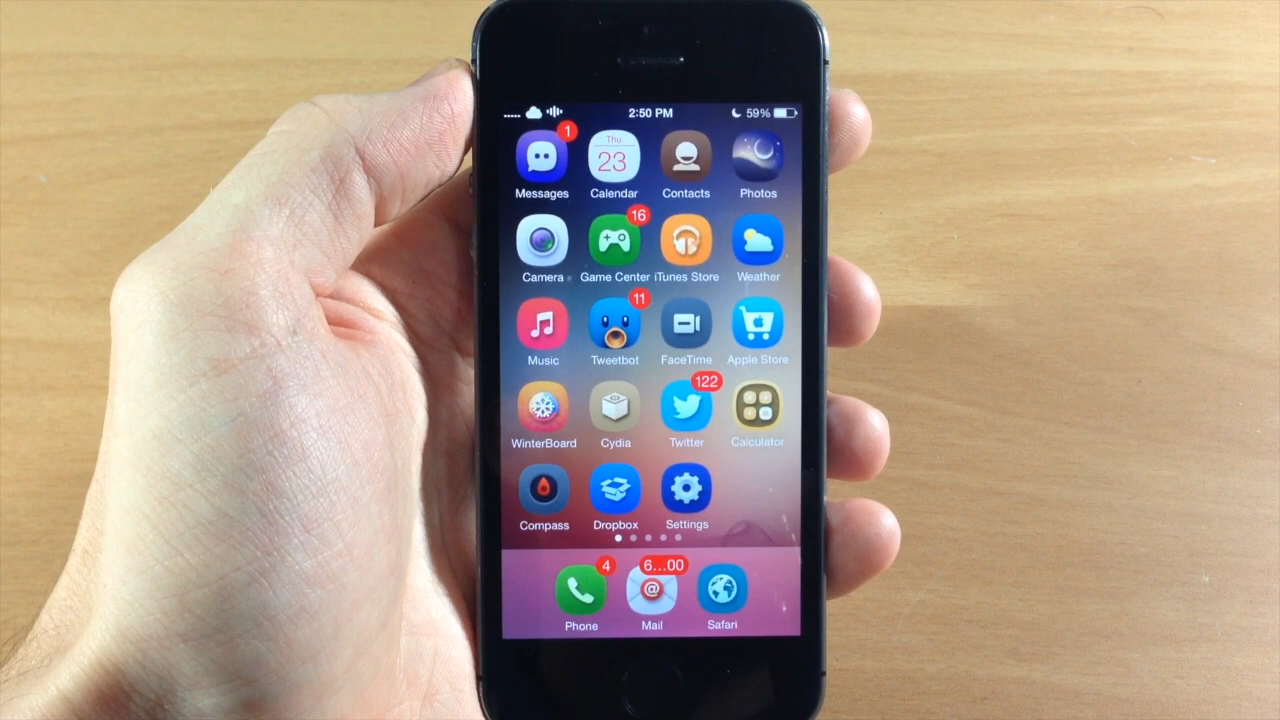 2:50 PM 59%
1 Thu
23
Messages Calendar Contacts Photos
16
Camera Game Center iTunes Store Weather
11
Music Tweetbot FaceTime Apple Store
122
WinterBoard Cydia Twitter Calculator
Compass Dropbox Settings
4 6...00
@
Phone Mail Safari